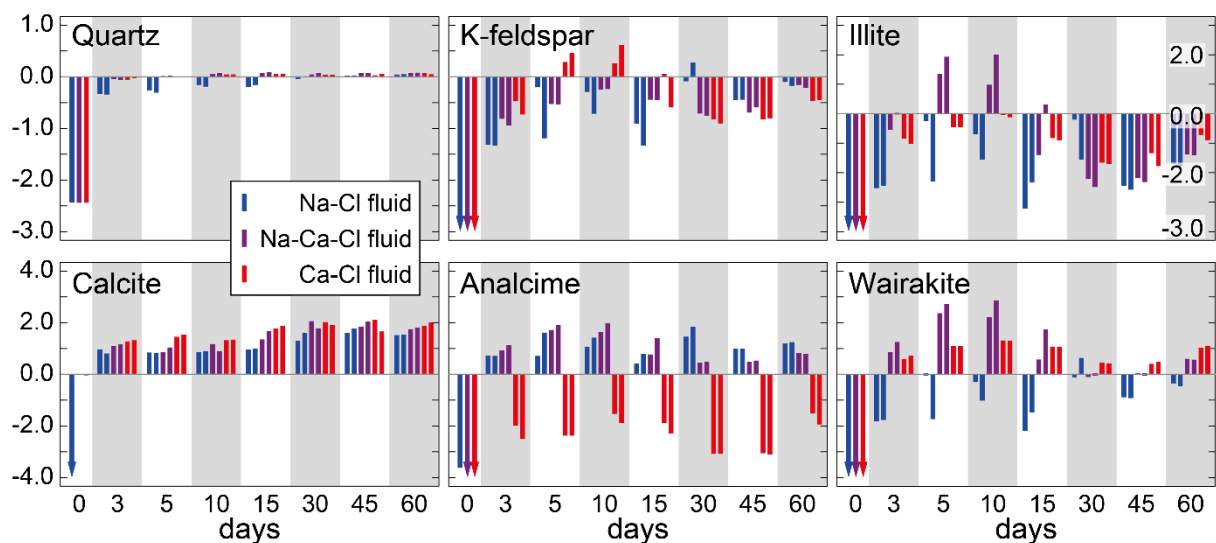 Quartz
K-feldspar
Illite
1.0
0.0
-1.0
-2.0
-3.0
2.0
0.0
-2.0
-3.0
Na-Cl fluid
Na-Ca-Cl fluid
Ca-Cl fluid
Calcite
Analcime
Wairakite
4.0
2.0
0.0
-2.0
-4.0
0 3 5 10 15 30 45 60
0 3 5 10 15 30 45 60
0 3 5 10 15 30 45 60
days
days
days